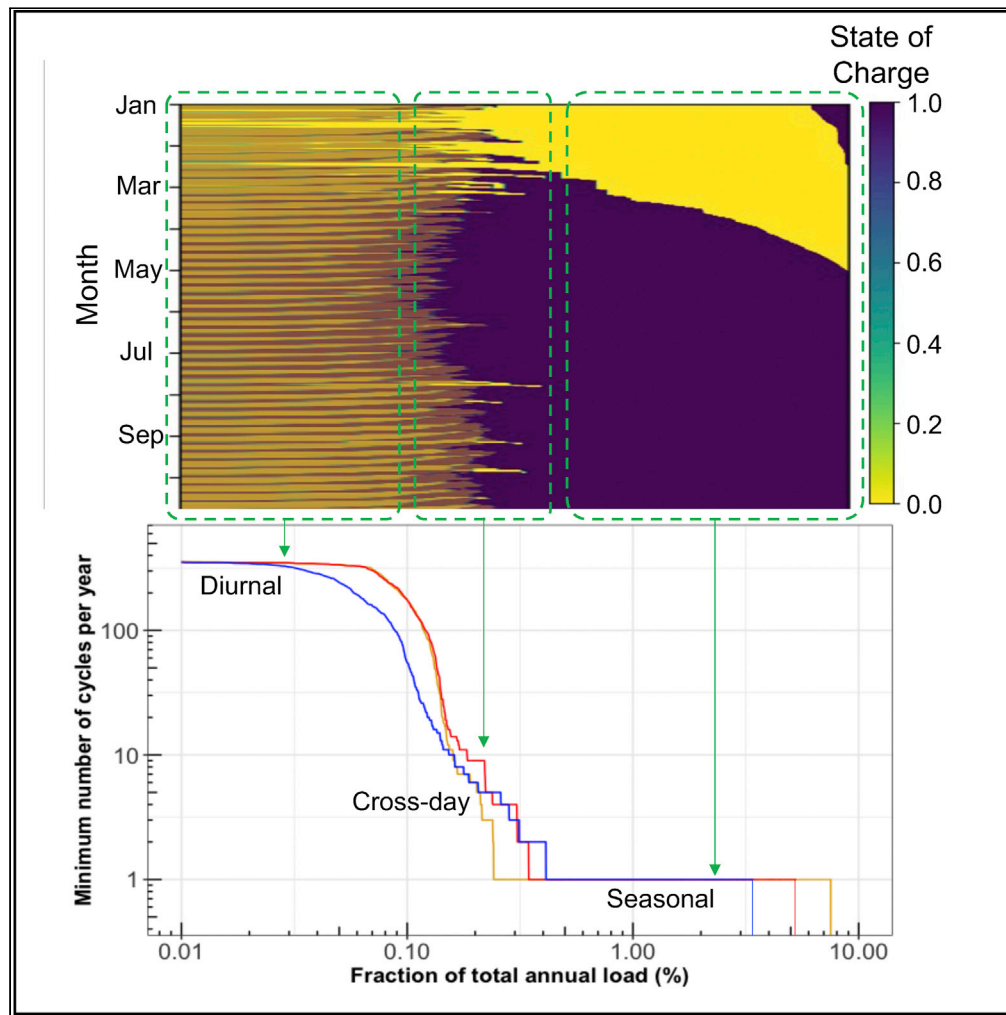 State of
Charge
Jan
Mar
May
Jul
Sep
Month
1.0
0.8
0.6
0.4
0.2
0.0
Minimum number of cycles per year
100
10
1
Diurnal
Cross-day
Seasonal
0.01
0.10
1.00
10.00
Fraction of total annual load (%)